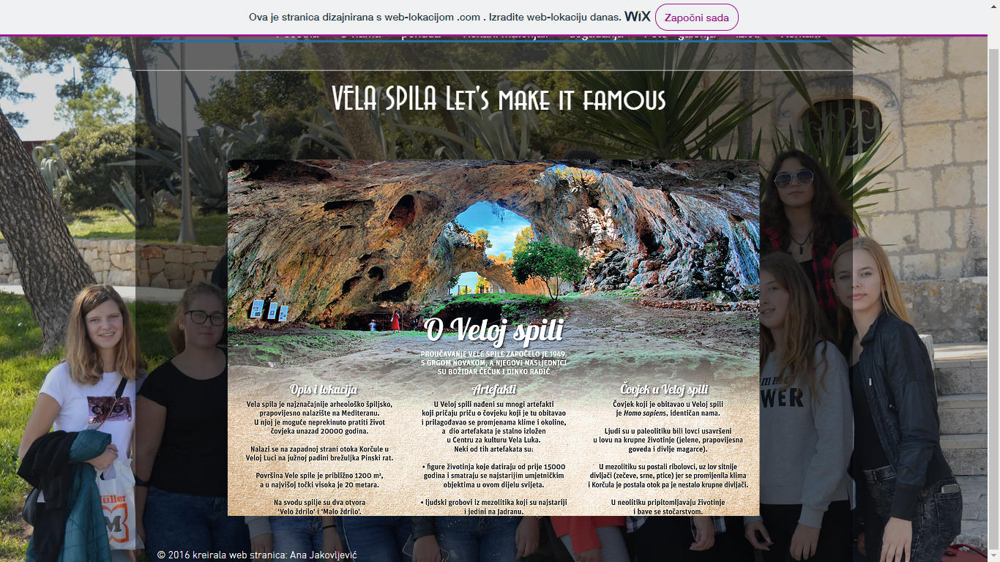 Ova je stranica dizajnirana s web-lokacijom .com . Izradite web-lokaciju danas. WiX Započni sada
VELA SPILA LET'S MAKE IT FAMOUS
O Veloj spili
PROUČAVANJE VELE SPILE ZAPOČELO JE 1949.
S GRGOM NOVAKOM, A NJEGOVI NASLJEDNICI
SU BOŽIDAR ČEČUK I DINKO RADIĆ
Opis i lokacija
Vela spila je najznačajnije arheološko špiljsko,
prapovijesno nalazište na Mediteranu.
U njoj je moguće neprekinuto pratiti život
čovjeka unazad 20000 godina.
Nalazi se na zapadnoj strani otoka Korčule u
Veloj Luci na južnoj padini brežuljka Pinski rat.
Površina Vele spile je približno 1200 m²,
a u najvišoj točki visoka je 20 metara.
Na svodu spilje su dva otvora
'Velo ždrilo' i 'Malo ždrilo'.
Artefakti
U Veloj spili nađeni su mnogi artefakti
koji pričaju priču o čovjeku koji je tu obitavao
i prilagođavao se promjenama klime i okoline,
a dio artefakata je stalno izložen
u Centru za kulturu Vela Luka.
Neki od tih artefakata su:
• figure životinja koje datiraju od prije 15000
godina i smatraju se najstarijim umjetničkim
objektima u ovom dijelu svijeta.
• ljudski grobovi iz mezolitika koji su najstariji
i jedini na Jadranu.
Čovjek u Veloj spili
Čovjek koji je obitavao u Veloj spili
je Homo sapiens, identičan nama.
Ljudi su u paleolitiku bili lovci usavršeni
u lovu na krupne životinje (jelene, prapovijesna
goveda i divlje magarce).
U mezolitiku su postali ribolovci, uz lov sitnije
divljači (zečeve, srne, ptice) jer se promijenila klima
i Korčula je postala otok pa je nestalo krupne divljači.
U neolitiku pripitomljavaju životinje
i bave se stočarstvom.
WER
üller
M
© 2016 kreirala web stranica: Ana Jakovljević